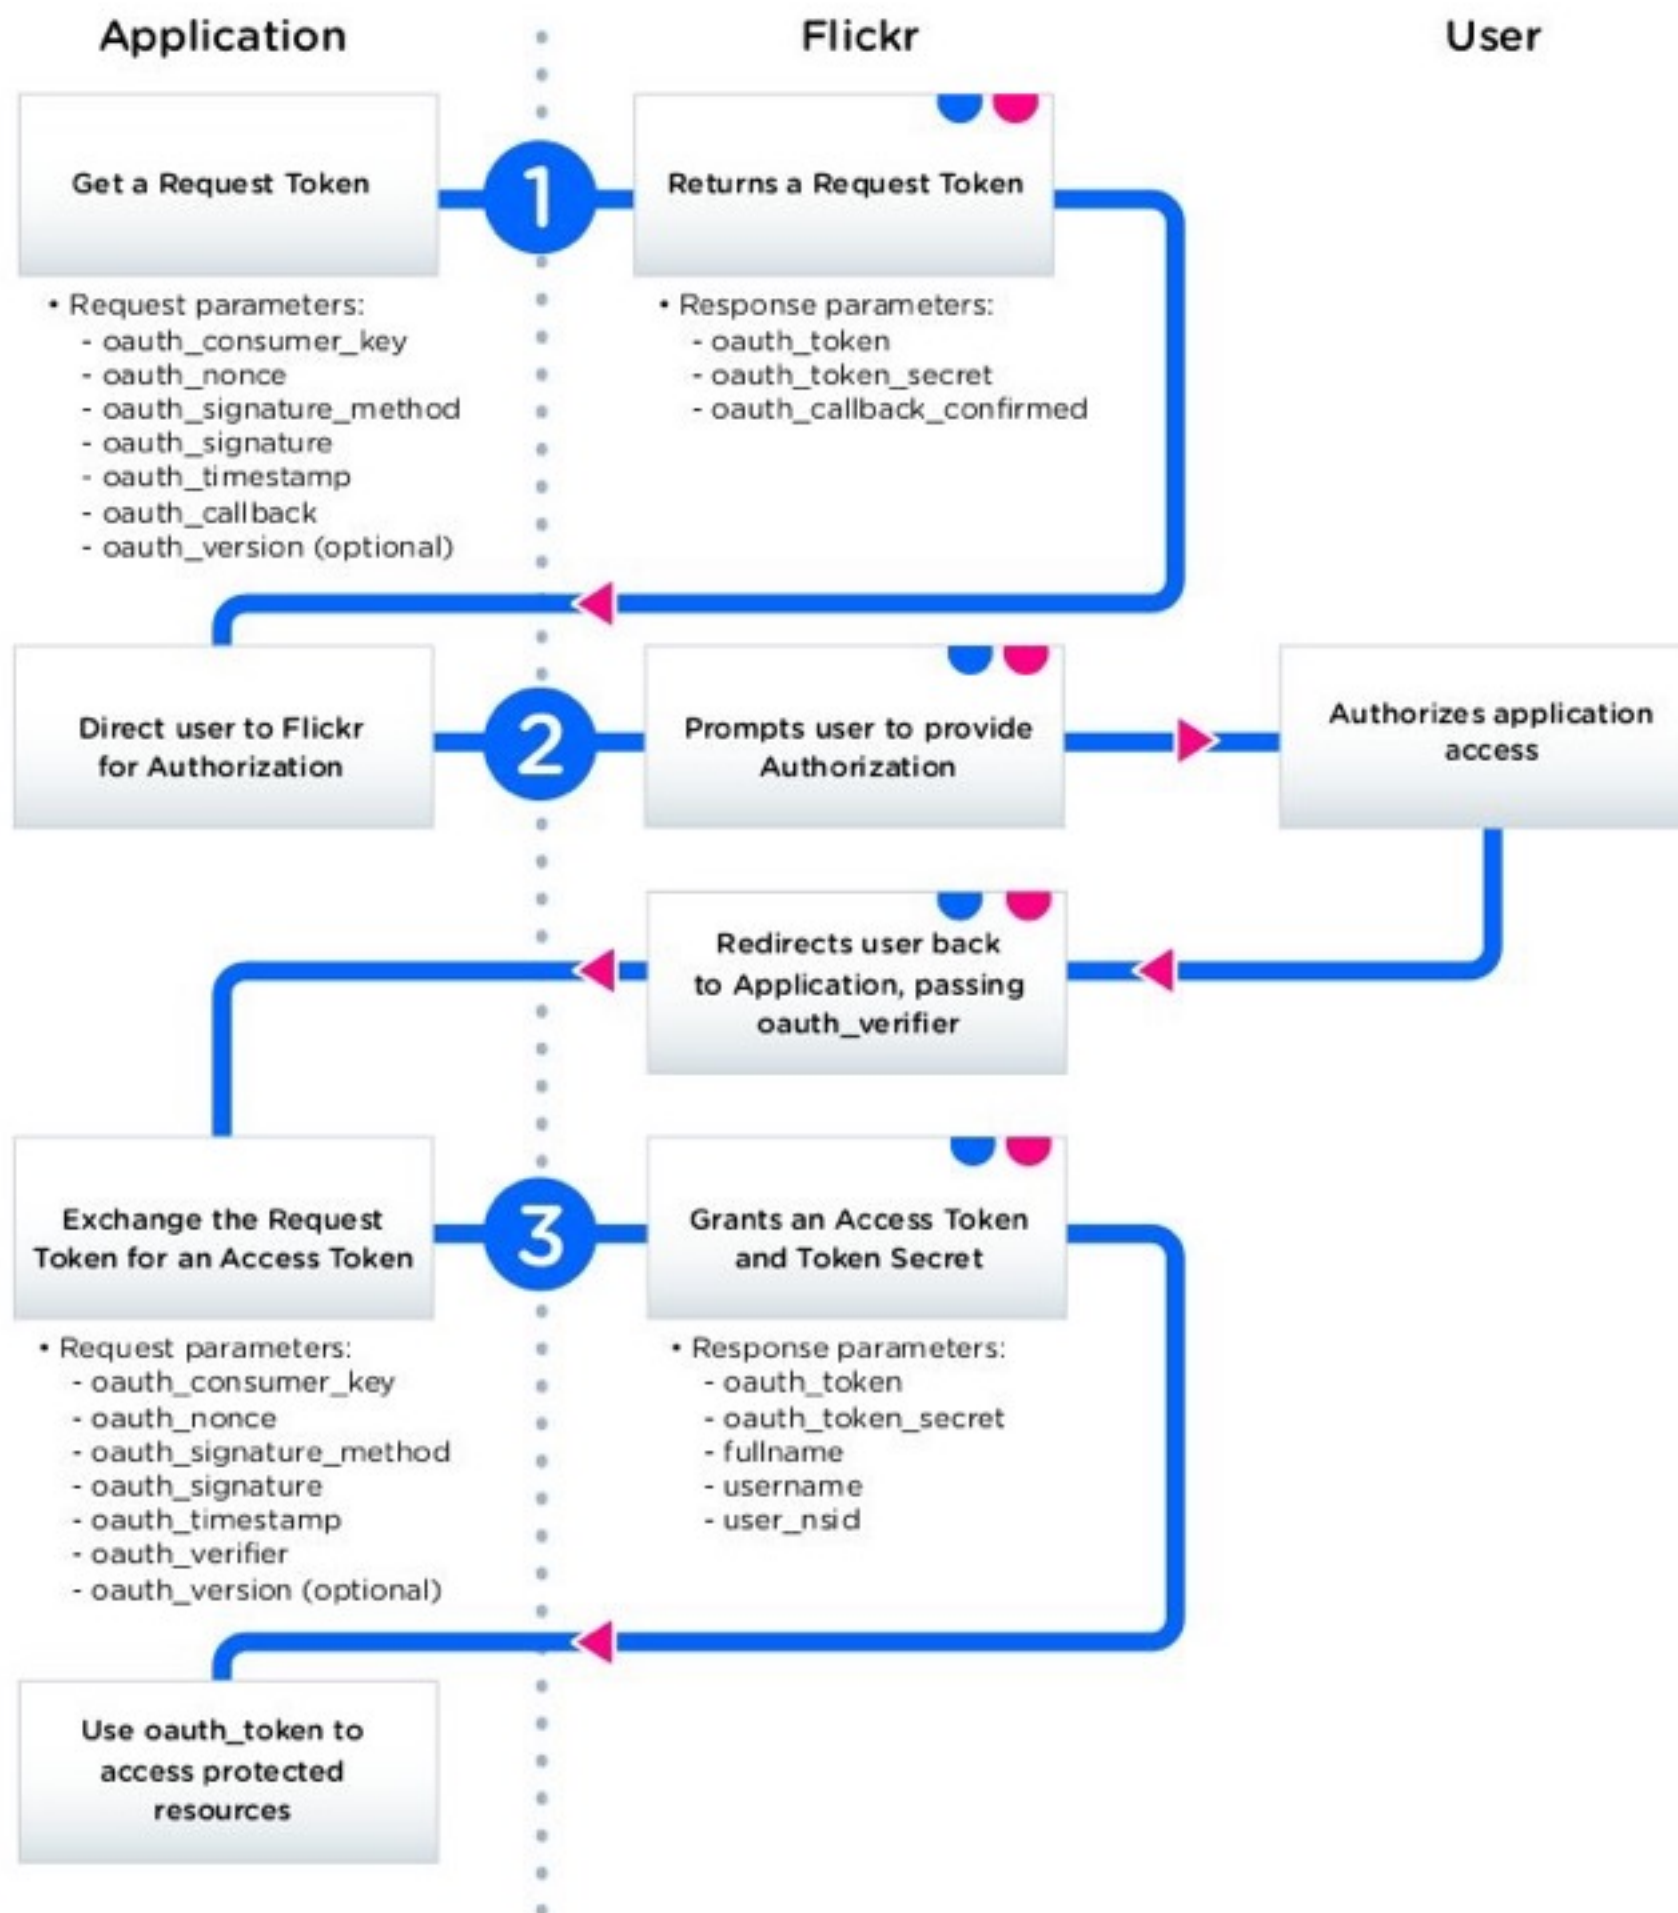 Application
Flickr
User
Get a Request Token
1
Returns a Request Token
• Request parameters:
- oauth_consumer_key
- oauth_nonce
- oauth_signature_method
- oauth_signature
- oauth_timestamp
- oauth_callback
- oauth_version (optional)
• Response parameters:
- oauth_token
- oauth_token_secret
- oauth_callback_confirmed
Direct user to Flickr
for Authorization
2
Prompts user to provide
Authorization
Authorizes application
access
Redirects user back
to Application, passing
oauth_verifier
Exchange the Request
Token for an Access Token
3
Grants an Access Token
and Token Secret
• Request parameters:
- oauth_consumer_key
- oauth_nonce
- oauth_signature_method
- oauth_signature
- oauth_timestamp
- oauth_verifier
- oauth_version (optional)
• Response parameters:
- oauth_token
- oauth_token_secret
- fullname
- username
- user_nsid
Use oauth_token to
access protected
resources